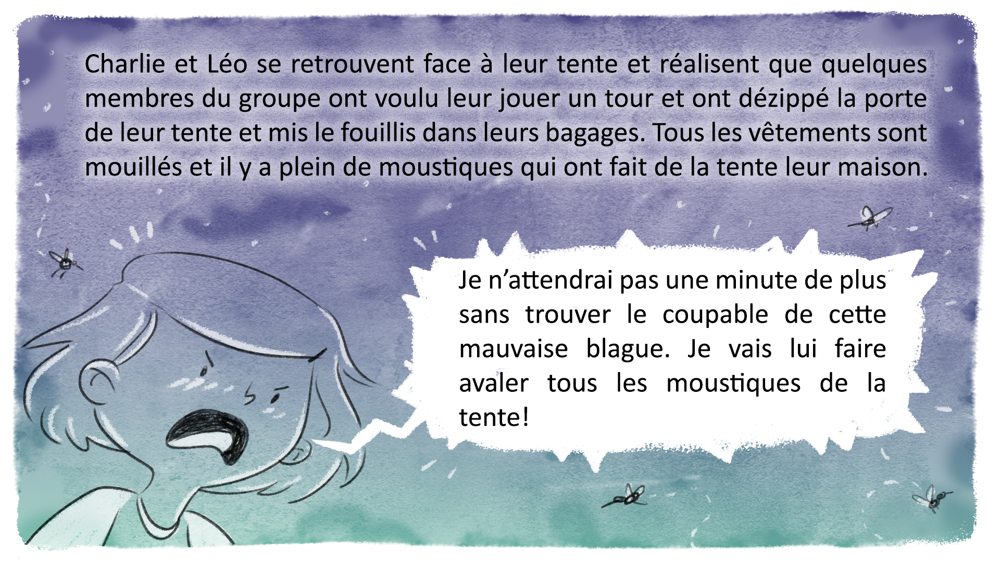 Charlie et Léo se retrouvent face à leur tente et réalisent que quelques
membres du groupe ont voulu leur jouer un tour et ont dézippé la porte
de leur tente et mis le fouillis dans leurs bagages. Tous les vêtements sont
mouillés et il y a plein de moustiques qui ont fait de la tente leur maison.
Je n’attendrai pas une minute de plus
sans trouver le coupable de cette
mauvaise blague. Je vais lui faire
avaler tous les moustiques de la
tente!